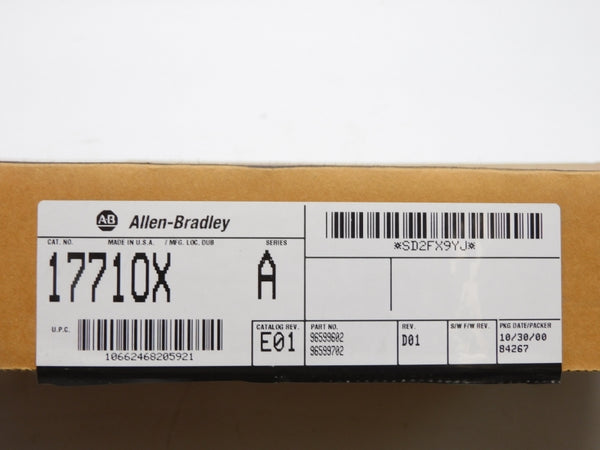 AB Allen-Bradley
CAT. NO. MADE IN U.S.A. / MFG. LOC. DUB SERIES
1771OX A
U.P.C.
10662468205921
CATALOG REV.
E01
*SD2FX9YJ*
PART NO.
96599602
96599702
REV.
D01
S/W F/W REV.
PKG DATE/PACKER
10/30/00
84267